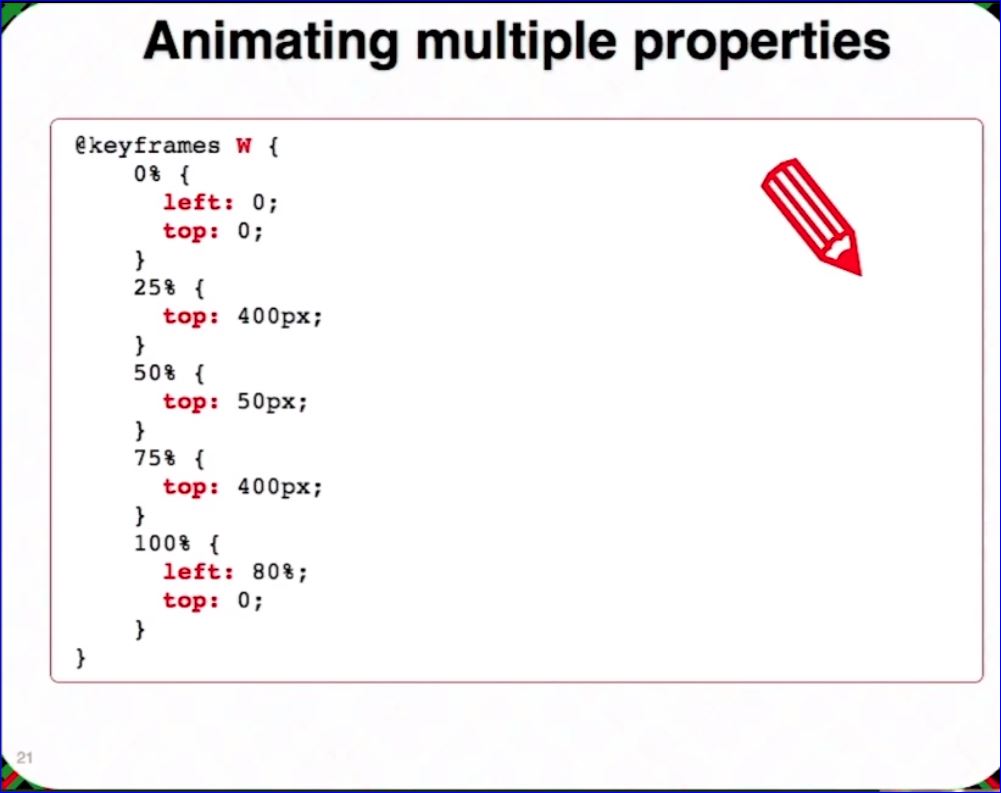 Animating multiple properties
@keyframes W {
0% {
left: 0;
top: 0;
}
25% {
top: 400px;
}
50% {
top: 50px;
}
75% {
top: 400px;
}
100% {
left: 80%;
top: 0;
}
}
21